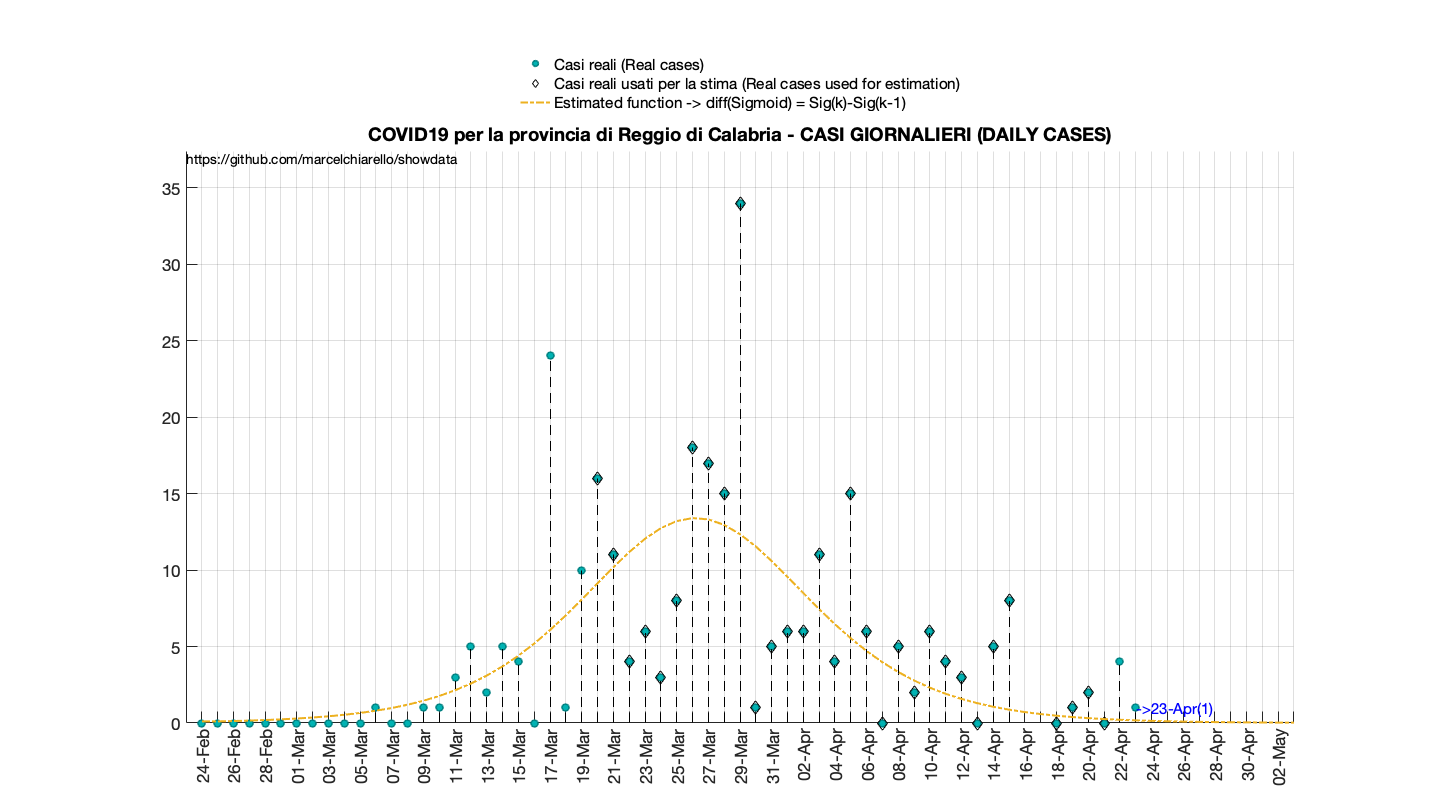 Casi reali (Real cases)
Casi reali usati per la stima (Real cases used for estimation)
Estimated function -> diff(Sigmoid) = Sig(k)-Sig(k-1)
COVID19 per la provincia di Reggio di Calabria - CASI GIORNALIERI (DAILY CASES)
https://github.com/marcelchiarello/showdata
35
30
25
20
15
10
5
0
->23-Apr(1)
24-Feb
26-Feb
28-Feb
01-Mar
03-Mar
05-Mar
07-Mar
09-Mar
11-Mar
13-Mar
15-Mar
17-Mar
19-Mar
21-Mar
23-Mar
25-Mar
27-Mar
29-Mar
31-Mar
02-Apr
04-Apr
06-Apr
08-Apr
10-Apr
12-Apr
14-Apr
16-Apr
18-Apr
20-Apr
22-Apr
24-Apr
26-Apr
28-Apr
30-Apr
02-May